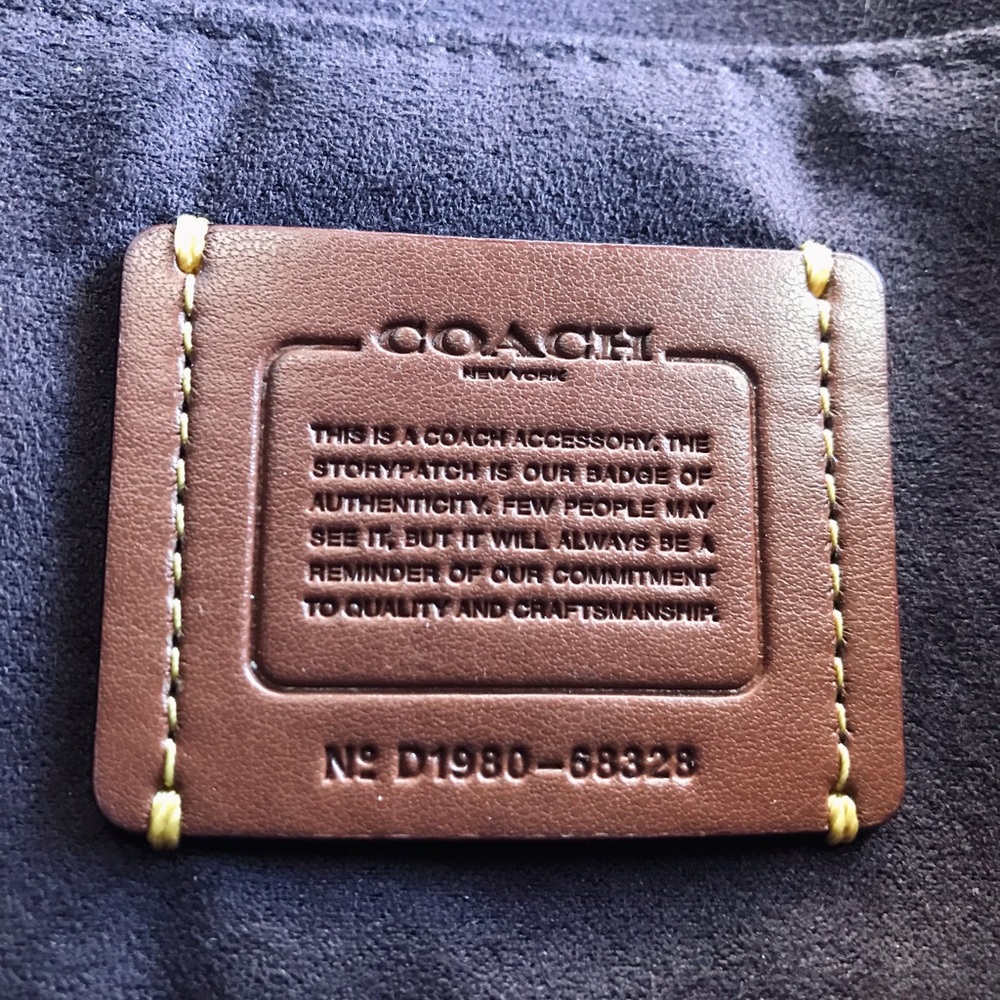 COACH
NEW YORK
THIS IS A COACH ACCESSORY. THE
STORYPATCH IS OUR BADGE OF
AUTHENTICITY. FEW PEOPLE MAY
SEE IT, BUT IT WILL ALWAYS BE A
REMINDER OF OUR COMMITMENT
TO QUALITY AND CRAFTSMANSHIP.
Nº D1980-68328